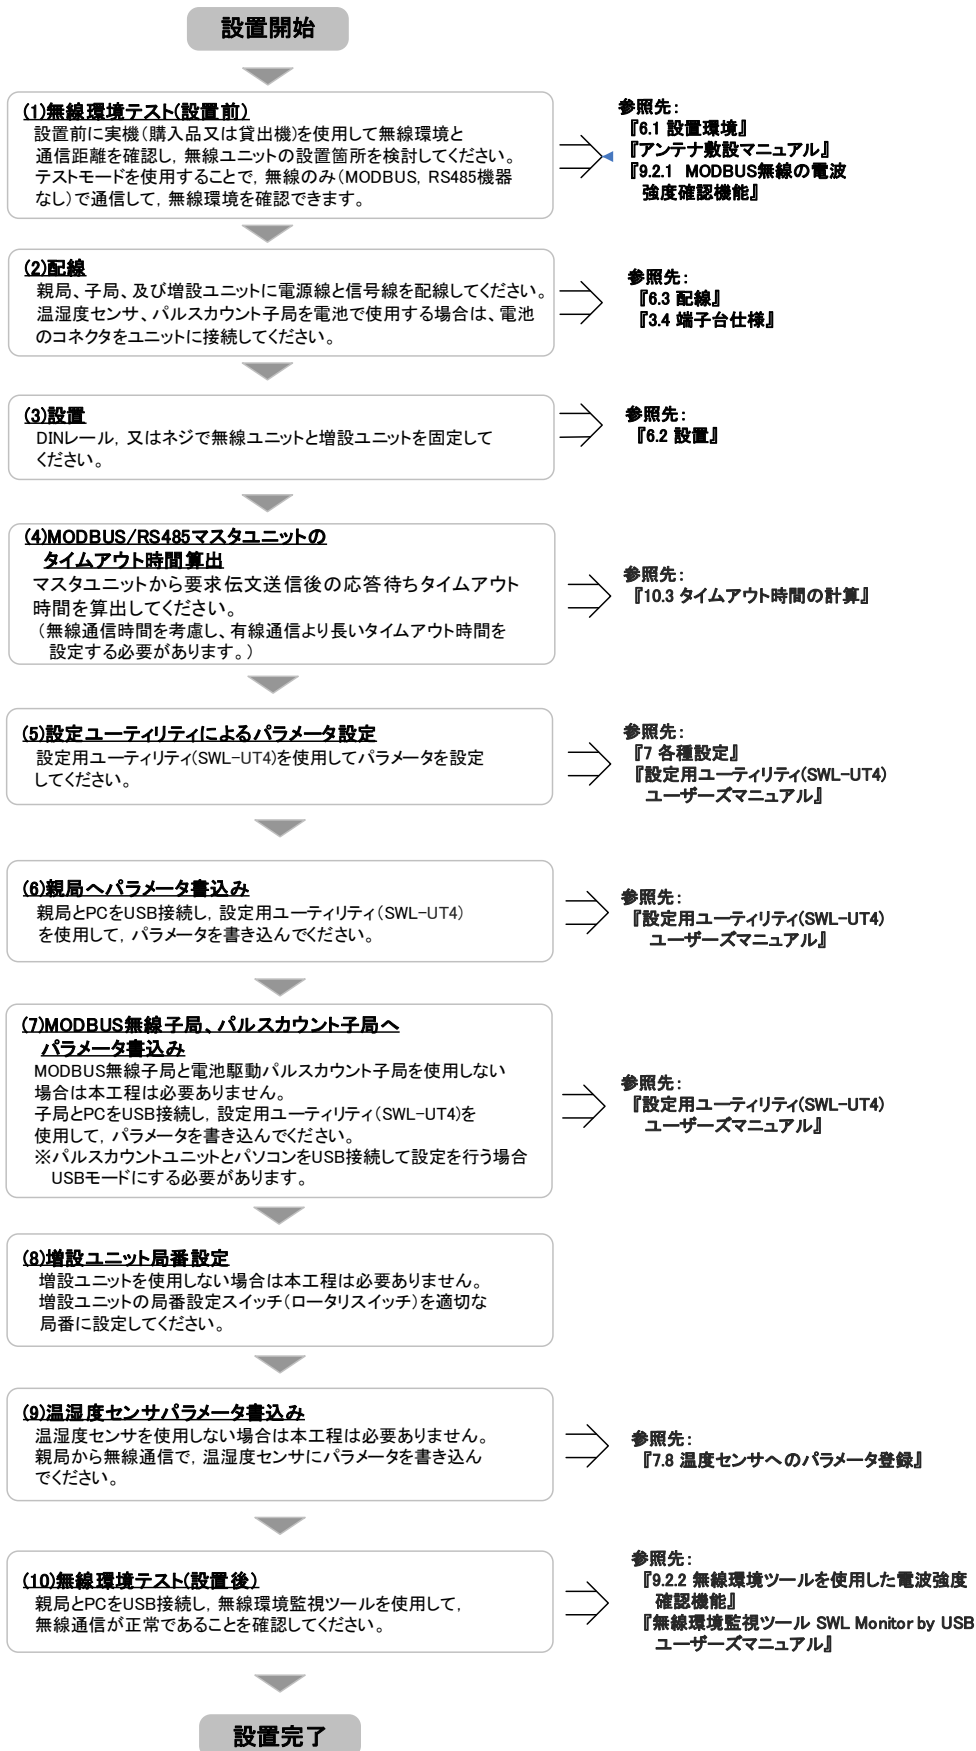 設置開始
(1)無線環境テスト(設置前)
設置前に実機(購入品又は貸出機)を使用して無線環境と
通信距離を確認し, 無線ユニットの設置箇所を検討してください。
テストモードを使用することで, 無線のみ(MODBUS, RS485機器
なし)で通信して, 無線環境を確認できます。
参照先:
『6.1 設置環境』
『アンテナ敷設マニュアル』
『9.2.1 MODBUS無線の電波
強度確認機能』
(2)配線
親局、子局、及び増設ユニットに電源線と信号線を配線してください。
温湿度センサ、パルスカウント子局を電池で使用する場合は、電池
のコネクタをユニットに接続してください。
参照先:
『6.3 配線』
『3.4 端子台仕様』
(3)設置
DINレール, 又はネジで無線ユニットと増設ユニットを固定して
ください。
参照先:
『6.2 設置』
(4)MODBUS/RS485マスタユニットの
タイムアウト時間算出
マスタユニットから要求伝文送信後の応答待ちタイムアウト
時間を算出してください。
(無線通信時間を考慮し、有線通信より長いタイムアウト時間を
設定する必要があります。)
参照先:
『10.3 タイムアウト時間の計算』
(5)設定ユーティリティによるパラメータ設定
設定用ユーティリティ(SWL-UT4)を使用してパラメータを設定
してください。
参照先:
『7 各種設定』
『設定用ユーティリティ(SWL-UT4)
ユーザーズマニュアル』
(6)親局へパラメータ書込み
親局とPCをUSB接続し, 設定用ユーティリティ(SWL-UT4)
を使用して, パラメータを書き込んでください。
参照先:
『設定用ユーティリティ(SWL-UT4)
ユーザーズマニュアル』
(7)MODBUS無線子局、パルスカウント子局へ
パラメータ書込み
MODBUS無線子局と電池駆動パルスカウント子局を使用しない
場合は本工程は必要ありません。
子局とPCをUSB接続し, 設定用ユーティリティ(SWL-UT4)を
使用して, パラメータを書き込んでください。
※パルスカウントユニットとパソコンをUSB接続して設定を行う場合
USBモードにする必要があります。
参照先:
『設定用ユーティリティ(SWL-UT4)
ユーザーズマニュアル』
(8)増設ユニット局番設定
増設ユニットを使用しない場合は本工程は必要ありません。
増設ユニットの局番設定スイッチ(ロータリスイッチ)を適切な
局番に設定してください。
(9)温湿度センサパラメータ書込み
温湿度センサを使用しない場合は本工程は必要ありません。
親局から無線通信で, 温湿度センサにパラメータを書き込ん
でください。
参照先:
『7.8 温度センサへのパラメータ登録』
(10)無線環境テスト(設置後)
親局とPCをUSB接続し, 無線環境監視ツールを使用して,
無線通信が正常であることを確認してください。
参照先:
『9.2.2 無線環境ツールを使用した電波強度
確認機能』
『無線環境監視ツール SWL Monitor by USB
ユーザーズマニュアル』
設置完了